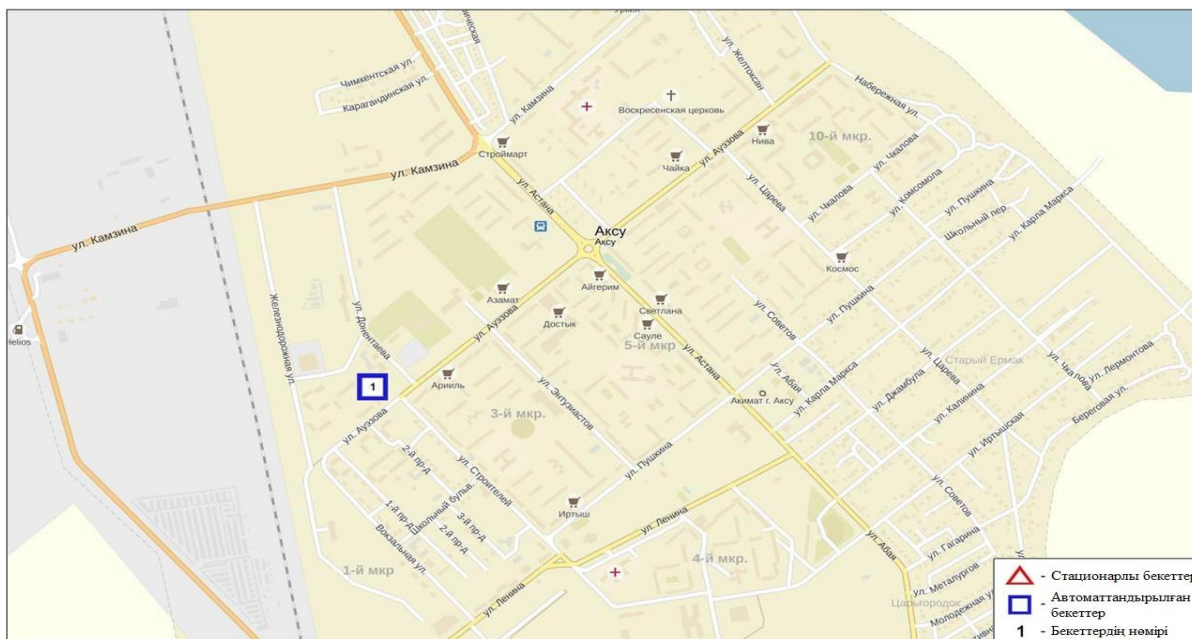 Чимкентская ул.
Карагандинская ул.
ул. Камзина
ул. Желтоксан
Воскресенская церковь
Набережная ул.
Строймарт
Чайка
Нива
ул. Ауэзова
10-й мкр.
ул. Чкалова
ул. Камзина
ул. Астана
ул. Царева
ул. Чкалова
ул. Комсомола
ул. Пушкина
Школьный пер.
ул. Карла Маркса
ул. Камзина
Аксу
Аксу
Космос
Айгерим
Азамат
Достык
Светлана
Сауле
5-й мкр
ул. Ауэзова
ул. Советов
ул. Пушкина
Железнодорожная ул.
ул. Донентаева
Helios
ул. Астана
Старый Ермак
ул. Царева
ул. Чкалова
ул. Лермонтова
Береговая ул.
1
Арииль
ул. Абая
ул. Карла Маркса
ул. Джамбула
ул. Калинина
ул. Иртышская
Акимат г. Аксу
3-й мкр.
ул. Энтузиастов
ул. Ауэзова
2-й пр-д
ул. Строителей
ул. Пушкина
Школьный бульв.
1-й пр-д
3-й пр-д
2-й пр-д
Вокзальная ул.
Иртыш
ул. Ленина
ул. Советов
1-й мкр
4-й мкр.
ул. Абая
ул. Гагарина
ул. Металургов
Молодежная ул.
Царьгородок
ул. Ленина
- Стационарлы бекеттер
- Автоматтандырылған
бекеттер
1 - Бекеттердің нөмірі